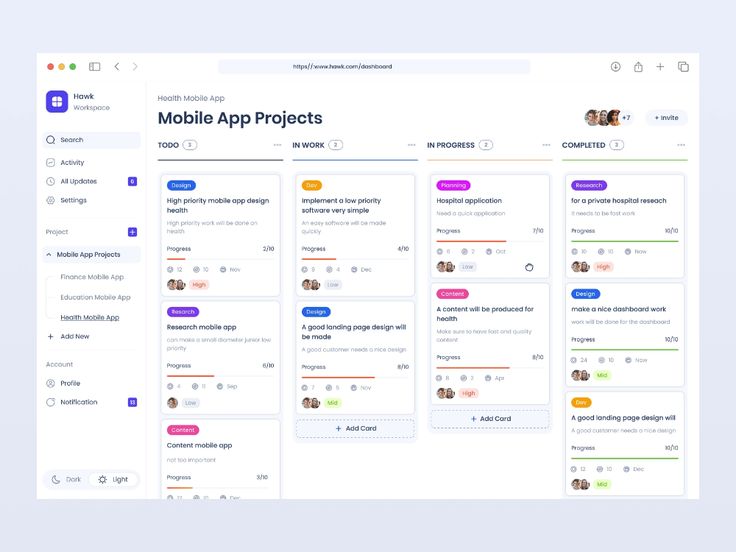 https//:www.hawk.com/dashboard
Hawk
Workspace
Search
Activity
All Updates 6
Settings
Project
Mobile App Projects
Finance Mobile App
Education Mobile App
Health Mobile App
Add New
Account
Profile
Notification 13
Dark Light
Health Mobile App
Mobile App Projects
+7
+ Invite
TODO 3
Design
High priority mobile app design
health
High priority work will be done on
health
Progress 2/10
12 10 Nov
High
Resarch
Research mobile app
can make a small diameter junior low
priority
Progress 6/10
4 11 Sep
Low
Content
Content mobile app
not too important
Progress 3/10
12 10 Dec
IN WORK 2
Dev
Implement a low priority
software very simple
An easy software will be made
quickly
Progress 4/10
9 4 Dec
Low
Design
A good landing page design will
be made
A good customer needs a nice design
Progress 8/10
7 5 Nov
Mid
+ Add Card
IN PROGRESS 2
Planning
Hospital application
Need a quick application
Progress 7/10
6 2 Oct
Low
Content
A content will be produced for
health
Make sure to have fast and quality
content
Progress 8/10
8 3 Apr
High
+ Add Card
COMPLETED 3
Research
for a private hospital reseach
it needs to be fast work
Progress 10/10
10 10 Nov
High
Design
make a nice dashboard work
work will be done for the dashboard
Progress 10/10
24 10 Nov
Mid
Dev
A good landing page design will
A good customer needs a nice design
Progress 10/10
12 10 Dec
Mid